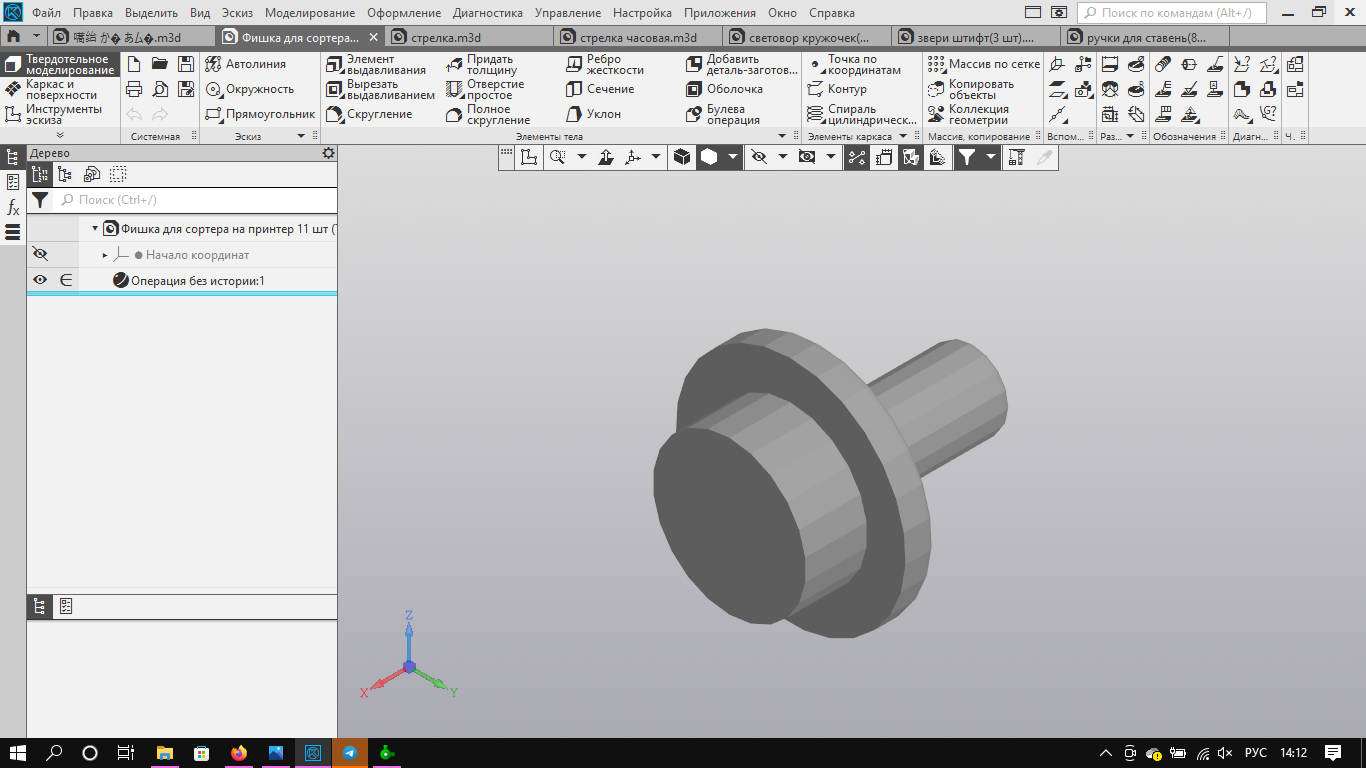 Файл Правка Выделить Вид Эскиз Моделирование Оформление Диагностика Управление Настройка Приложения Окно Справка Поиск по командам (Alt+/)
.m3d Фишка для сортера... стрелка.m3d стрелка часовая.m3d световор кружочек(... звери штифт(3 шт).... ручки для ставень(8...
Твердотельное моделирование
Каркас и поверхности
Инструменты эскиза
Системная
Автолиния
Окружность
Прямоугольник
Эскиз
Элемент выдавливания
Вырезать выдавливанием
Скругление
Придать толщину
Отверстие простое
Полное скругление
Ребро жесткости
Сечение
Уклон
Добавить деталь-заготов...
Оболочка
Булева операция
Элементы тела
Точка по координатам
Контур
Спираль цилиндрическ...
Элементы каркаса
Массив по сетке
Копировать объекты
Коллекция геометрии
Массив, копирование
Вспом...
Раз...
Обозначения
Диагн...
Ч..
Дерево
Поиск (Ctrl+/)
Фишка для сортера на принтер 11 шт (
Начало координат
Операция без истории:1
Z
X
Y
РУС 14:12